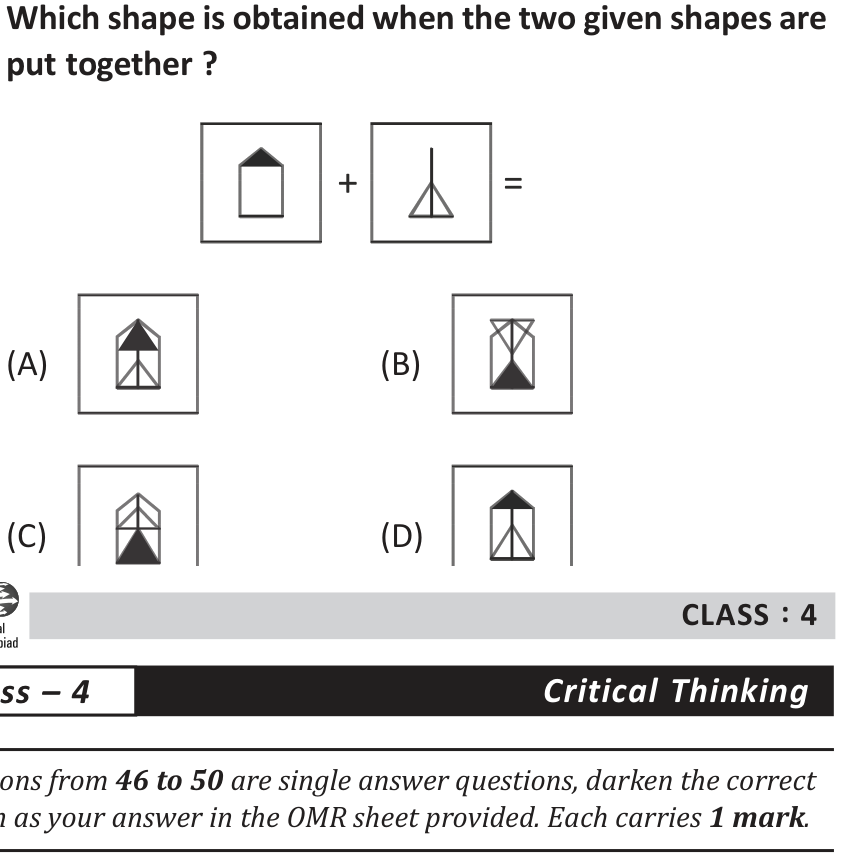 Which shape is obtained when the two given shapes are
put together ?
+ =
(A) (B)
(C) (D)
al
piad
CLASS : 4
ss – 4 Critical Thinking
ons from 46 to 50 are single answer questions, darken the correct
n as your answer in the OMR sheet provided. Each carries 1 mark.